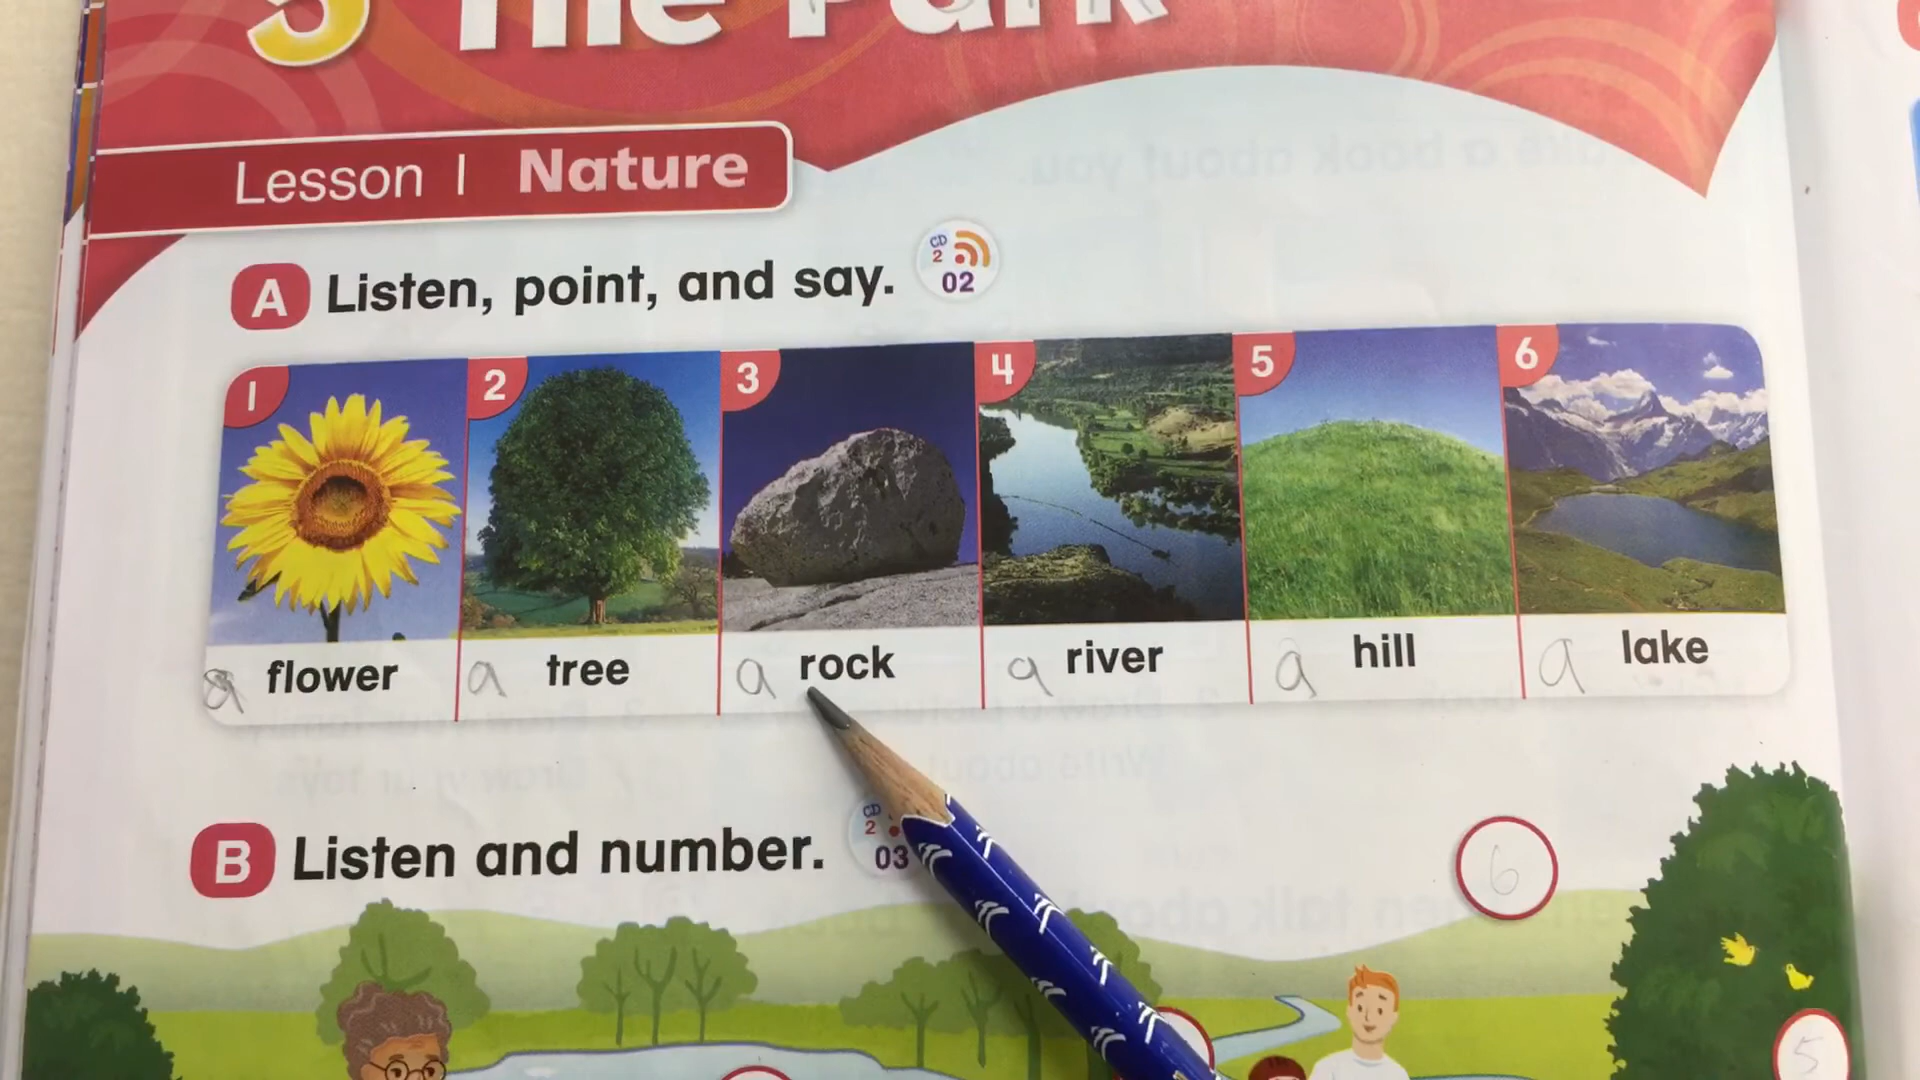 5 The Park
Lesson 1 Nature
A Listen, point, and say.
CD 2 02
1 2 3 4 5 6
a flower a tree a rock a river a hill a lake
B Listen and number.
CD 2 03
6
5